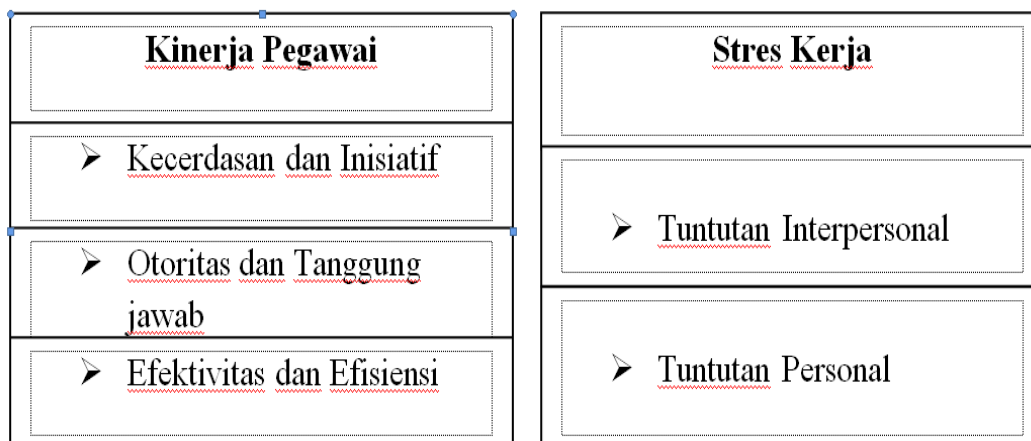 Kinerja Pegawai
Kecerdasan dan Inisiatif
Otoritas dan Tanggung
jawab
Efektivitas dan Efisiensi
Stres Kerja
Tuntutan Interpersonal
Tuntutan Personal